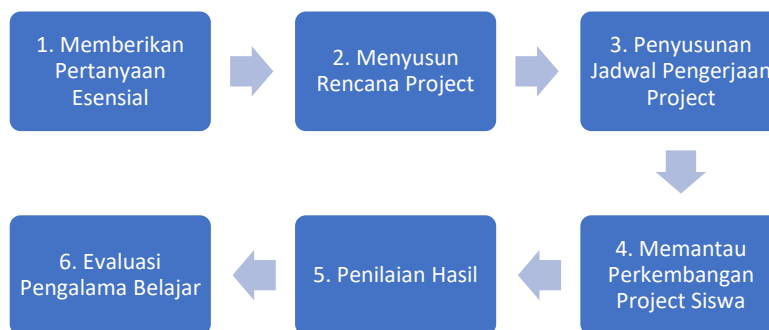 1. Memberikan
Pertanyaan
Esensial
2. Menyusun
Rencana Project
3. Penyusunan
Jadwal Pengerjaan
Project
4. Memantau
Perkembangan
Project Siswa
5. Penilaian Hasil
6. Evaluasi
Pengalama Belajar